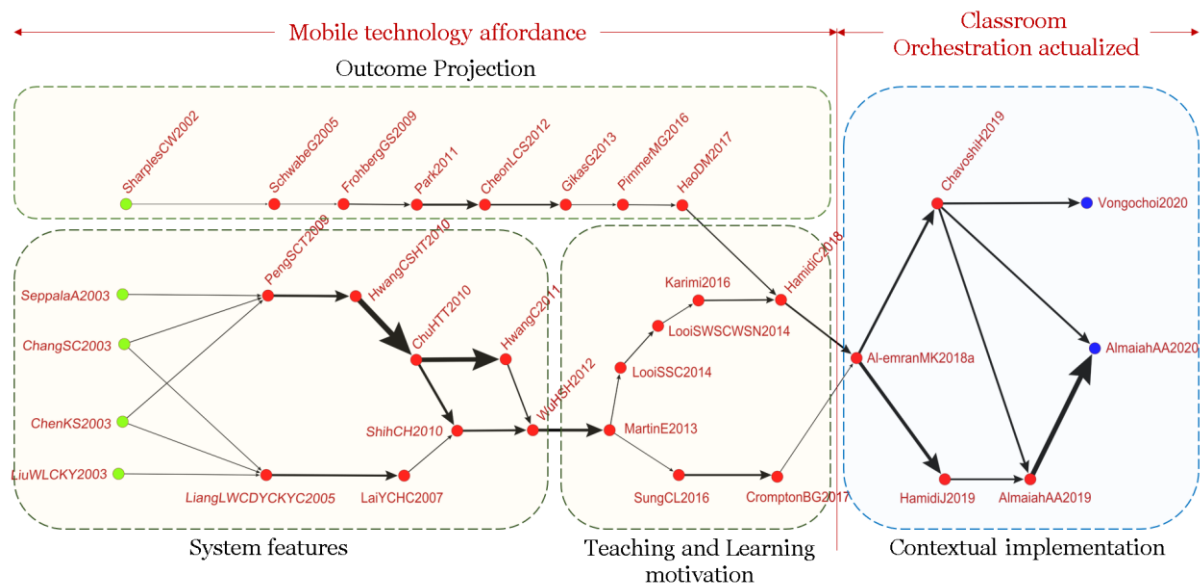 Mobile technology affordance
Classroom
Orchestration actualized
Outcome Projection
SharplesCW2002
SchwabeG2005
FrohbergGS2009
Park2011
CheonLCS2012
GikasG2013
PimmerMG2016
HaoDM2017
ChavoshiH2019
Vongochoi2020
PengSCT2009
HwangCSHT2010
ChuHTT2010
HwangC2011
WuHSH2012
HamidiC2018
SeppalaA2003
Karimi2016
LooiSWSCWSN2014
ChangSC2003
Al-emranMK2018a
AlmaiahAA2020
LooiSSC2014
ChenKS2003
ShihCH2010
MartinE2013
LiuWLCKY2003
LiangLWCDYCKYC2005
LaiYCHC2007
SungCL2016
CromptonBG2017
HamidiJ2019
AlmaiahAA2019
System features
Teaching and Learning
motivation
Contextual implementation